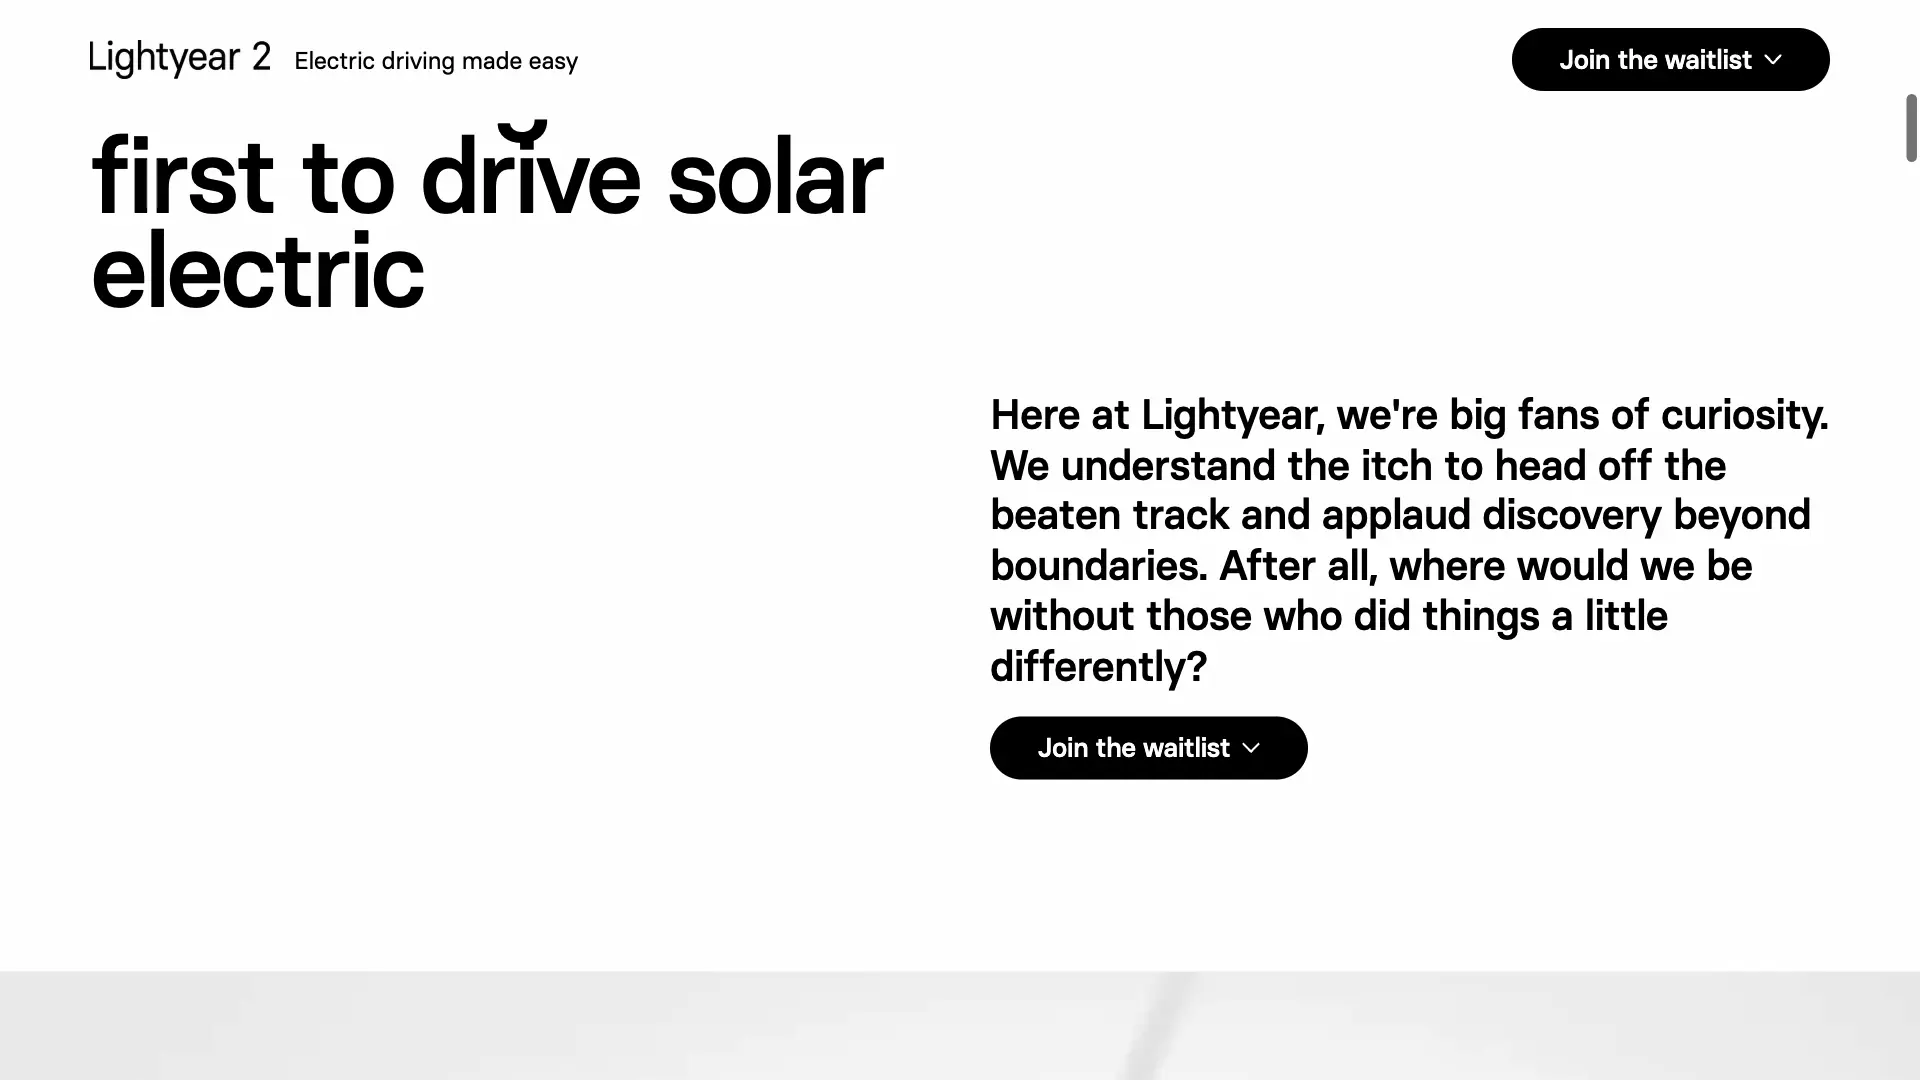 Lightyear 2 Electric driving made easy
Join the waitlist
first to drive solar
electric
Here at Lightyear, we're big fans of curiosity.
We understand the itch to head off the
beaten track and applaud discovery beyond
boundaries. After all, where would we be
without those who did things a little
differently?
Join the waitlist